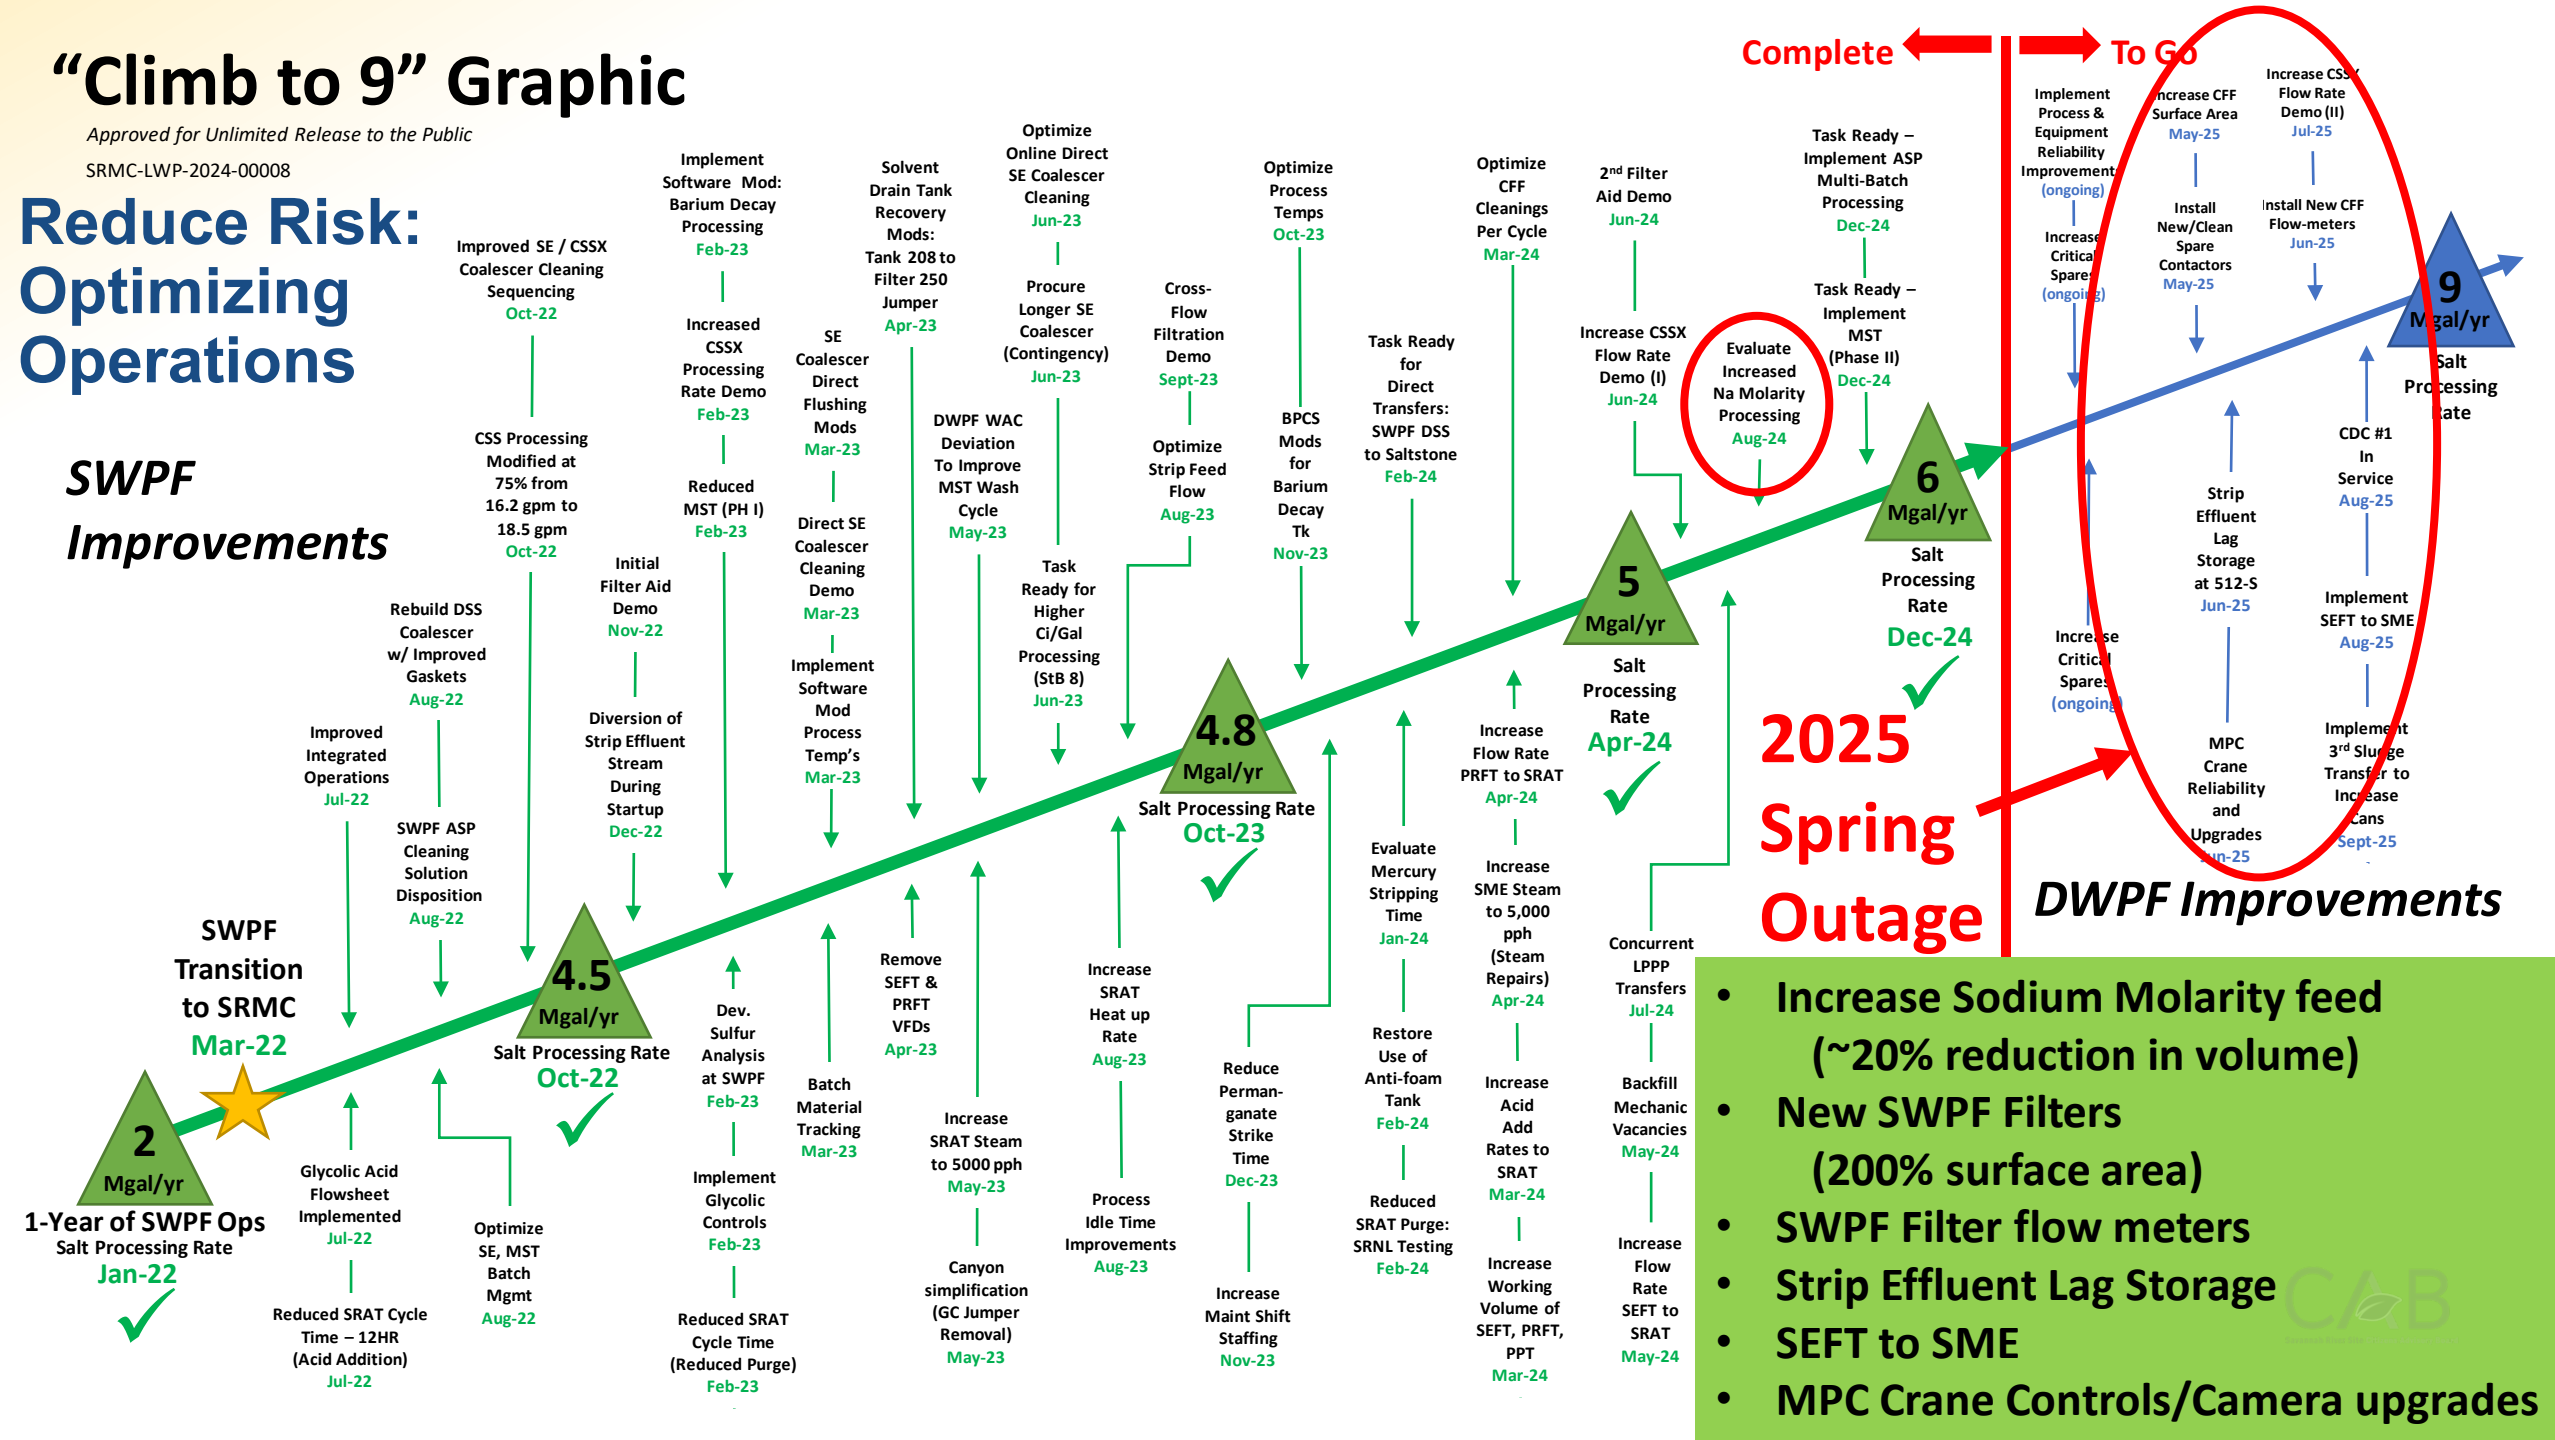 “Climb to 9” Graphic
Approved for Unlimited Release to the Public
SRMC-LWP-2024-00008
Reduce Risk:
Optimizing
Operations
SWPF
Improvements
Complete
To Go
2
Mgal/yr
1-Year of SWPF Ops
Salt Processing Rate
Jan-22
SWPF
Transition
to SRMC
Mar-22
Improved
Integrated
Operations
Jul-22
Rebuild DSS
Coalescer
w/ Improved
Gaskets
Aug-22
SWPF ASP
Cleaning
Solution
Disposition
Aug-22
Improved SE / CSSX
Coalescer Cleaning
Sequencing
Oct-22
CSS Processing
Modified at
75% from
16.2 gpm to
18.5 gpm
Oct-22
4.5
Mgal/yr
Salt Processing Rate
Oct-22
Initial
Filter Aid
Demo
Nov-22
Diversion of
Strip Effluent
Stream
During
Startup
Dec-22
Implement
Software Mod:
Barium Decay
Processing
Feb-23
Increased
CSSX
Processing
Rate Demo
Feb-23
Reduced
MST (PH I)
Feb-23
SE
Coalescer
Direct
Flushing
Mods
Mar-23
Direct SE
Coalescer
Cleaning
Demo
Mar-23
Implement
Software
Mod
Process
Temp’s
Mar-23
Solvent
Drain Tank
Recovery
Mods:
Tank 208 to
Filter 250
Jumper
Apr-23
DWPF WAC
Deviation
To Improve
MST Wash
Cycle
May-23
Optimize
Online Direct
SE Coalescer
Cleaning
Jun-23
Procure
Longer SE
Coalescer
(Contingency)
Jun-23
Task
Ready for
Higher
Ci/Gal
Processing
(StB 8)
Jun-23
Cross-
Flow
Filtration
Demo
Sept-23
Optimize
Strip Feed
Flow
Aug-23
4.8
Mgal/yr
Salt Processing Rate
Oct-23
Optimize
Process
Temps
Oct-23
BPCS
Mods
for
Barium
Decay
Tk
Nov-23
Task Ready
for
Direct
Transfers:
SWPF DSS
to Saltstone
Feb-24
Optimize
CFF
Cleanings
Per Cycle
Mar-24
5
Mgal/yr
Salt
Processing
Rate
Apr-24
2nd Filter
Aid Demo
Jun-24
Increase CSSX
Flow Rate
Demo (I)
Jun-24
Evaluate
Increased
Na Molarity
Processing
Aug-24
Task Ready –
Implement ASP
Multi-Batch
Processing
Dec-24
Task Ready –
Implement
MST
(Phase II)
Dec-24
6
Mgal/yr
Salt
Processing
Rate
Dec-24
Implement
Process &
Equipment
Reliability
Improvements
(ongoing)
Increase
Critical
Spares
(ongoing)
Increase CFF
Surface Area
May-25
Install
New/Clean
Spare
Contactors
May-25
Increase CSSX
Flow Rate
Demo (II)
Jul-25
Install New CFF
Flow-meters
Jun-25
9
Mgal/yr
Salt
Processing
Rate
Glycolic Acid
Flowsheet
Implemented
Jul-22
Reduced SRAT Cycle
Time – 12HR
(Acid Addition)
Jul-22
Optimize
SE, MST
Batch
Mgmt
Aug-22
Dev.
Sulfur
Analysis
at SWPF
Feb-23
Implement
Glycolic
Controls
Feb-23
Reduced SRAT
Cycle Time
(Reduced Purge)
Feb-23
Batch
Material
Tracking
Mar-23
Remove
SEFT &
PRFT
VFDs
Apr-23
Increase
SRAT Steam
to 5000 pph
May-23
Canyon
simplification
(GC Jumper
Removal)
May-23
Increase
SRAT
Heat up
Rate
Aug-23
Process
Idle Time
Improvements
Aug-23
Reduce
Perman-
ganate
Strike
Time
Dec-23
Increase
Maint Shift
Staffing
Nov-23
Evaluate
Mercury
Stripping
Time
Jan-24
Restore
Use of
Anti-foam
Tank
Feb-24
Reduced
SRAT Purge:
SRNL Testing
Feb-24
Increase
Flow Rate
PRFT to SRAT
Apr-24
Increase
SME Steam
to 5,000
pph
(Steam
Repairs)
Apr-24
Increase
Acid
Add
Rates to
SRAT
Mar-24
Increase
Working
Volume of
SEFT, PRFT,
PPT
Mar-24
Concurrent
LPPP
Transfers
Jul-24
Backfill
Mechanic
Vacancies
May-24
Increase
Flow
Rate
SEFT to
SRAT
May-24
2025
Spring
Outage
Increase
Critical
Spares
(ongoing)
Strip
Effluent
Lag
Storage
at 512-S
Jun-25
MPC
Crane
Reliability
and
Upgrades
Jun-25
CDC #1
In
Service
Aug-25
Implement
SEFT to SME
Aug-25
Implement
3rd Sludge
Transfer to
Increase
Cans
Sept-25
DWPF Improvements
• Increase Sodium Molarity feed
(~20% reduction in volume)
• New SWPF Filters
(200% surface area)
• SWPF Filter flow meters
• Strip Effluent Lag Storage
• SEFT to SME
• MPC Crane Controls/Camera upgrades
CAB